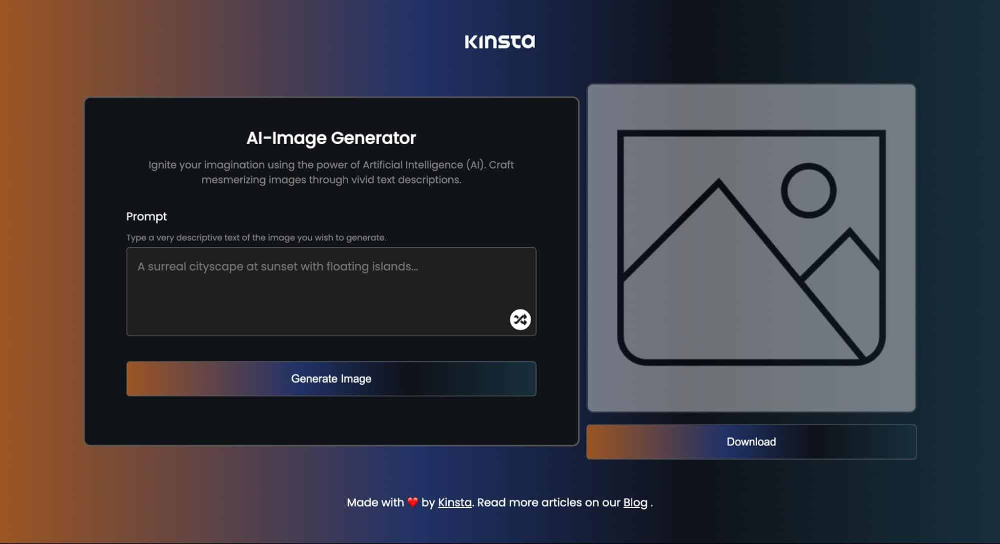 Kinsta
AI-Image Generator
Ignite your imagination using the power of Artificial Intelligence (AI). Craft
mesmerizing images through vivid text descriptions.
Prompt
Type a very descriptive text of the image you wish to generate.
A surreal cityscape at sunset with floating islands...
Generate Image
Download
Made with ❤️ by Kinsta. Read more articles on our Blog .